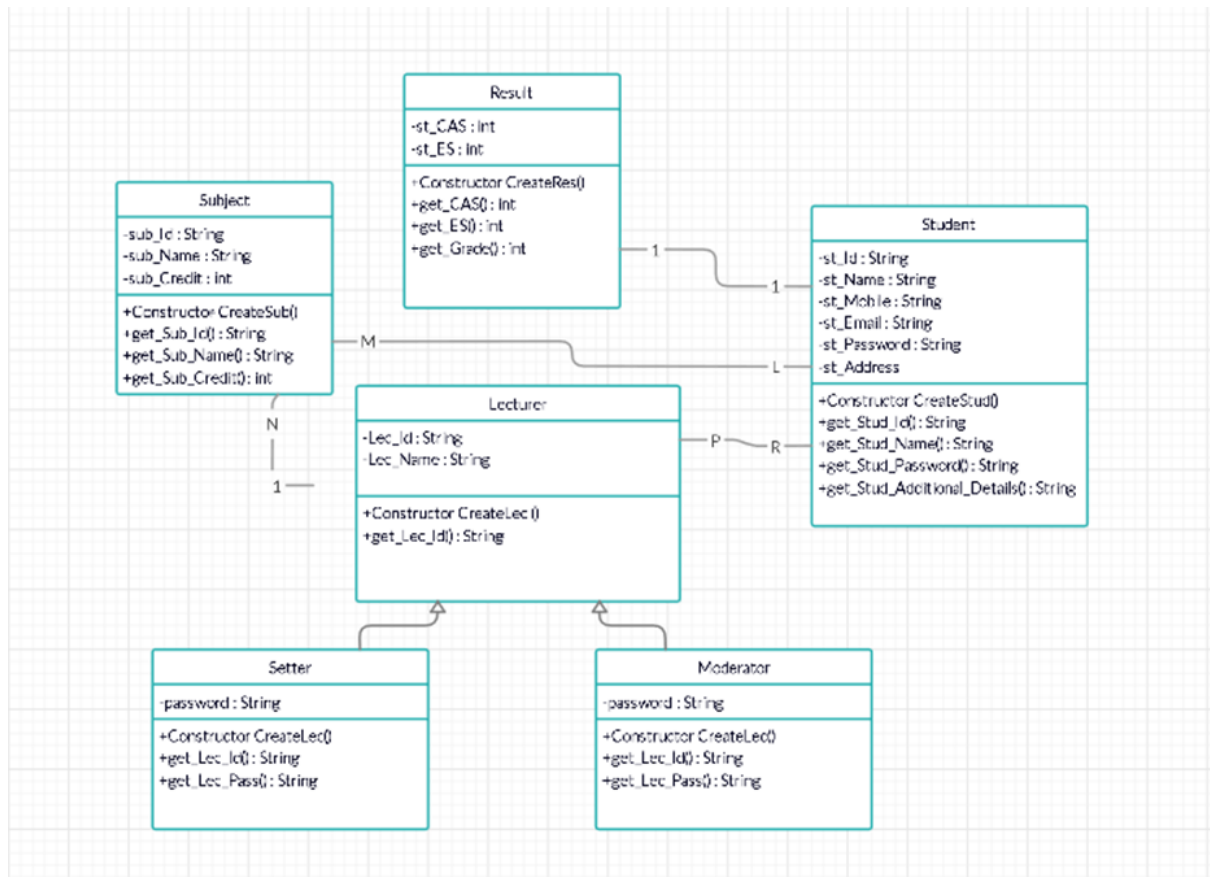 Result
-st_CAS : int
-st_ES : int
+Constructor CreateRes()
+get_CAS() : int
+get_ES() : int
+get_Grade() : int
Subject
-sub_Id : String
-sub_Name : String
-sub_Credit : int
+Constructor CreateSub()
+get_Sub_Id() : String
+get_Sub_Name() : String
+get_Sub_Credit() : int
Student
-st_Id : String
-st_Name : String
-st_Mobile : String
-st_Email : String
-st_Password : String
-st_Address
+Constructor CreateStud()
+get_Stud_Id() : String
+get_Stud_Name() : String
+get_Stud_Password() : String
+get_Stud_Additional_Details() : String
1
1
M
L
N
1
P
R
Lecturer
-Lec_Id : String
-Lec_Name : String
+Constructor CreateLec()
+get_Lec_Id() : String
Setter
-password : String
+Constructor CreateLec()
+get_Lec_Id() : String
+get_Lec_Pass() : String
Moderator
-password : String
+Constructor CreateLec()
+get_Lec_Id() : String
+get_Lec_Pass() : String